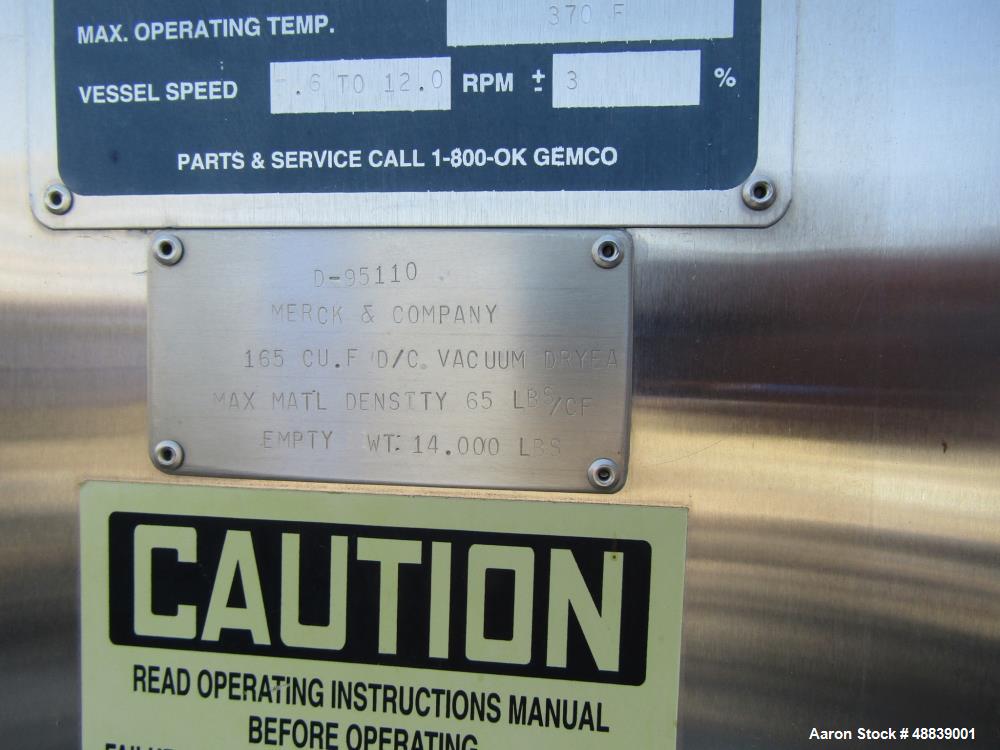 MAX. OPERATING TEMP. 370 F
VESSEL SPEED .6 TO 12.0 RPM ± 3 %
PARTS & SERVICE CALL 1-800-OK GEMCO
D-95110
MERCK & COMPANY
165 CU.F D/C. VACUUM DRYEA
MAX MATL DENSTTY 65 LBS/CF
EMPTY WT: 14.000 LBS
CAUTION
READ OPERATING INSTRUCTIONS MANUAL
BEFORE OPERATING
Aaron Stock # 48839001